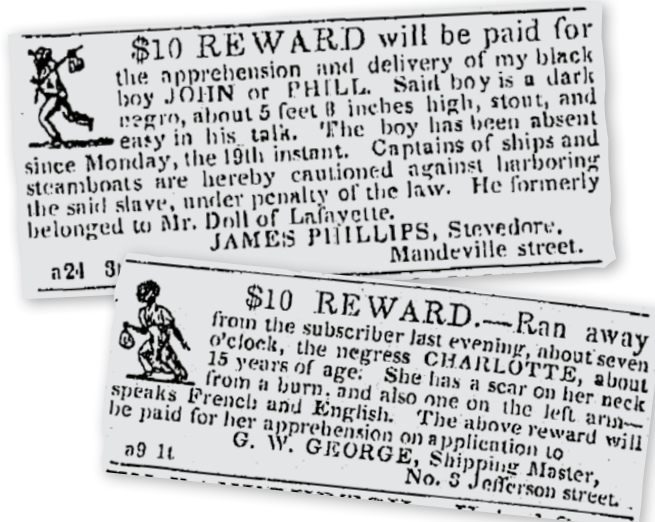 $10 REWARD will be paid for
the apprehension and delivery of my black
boy JOHN or PHILL. Said boy is a dark
negro, about 5 feet 8 inches high, stout, and
easy in his talk. The boy has been absent
since Monday, the 19th instant. Captains of ships and
steamboats are hereby cautioned against harboring
the said slave, under penalty of the law. He formerly
belonged to Mr. Doll of Lafayette.
JAMES PHILLIPS, Stevedore,
Mandeville street.
a24
$10 REWARD.—Ran away
from the subscriber last evening, about seven
o'clock, the negress CHARLOTTE, about
15 years of age. She has a scar on her neck
from a burn, and also one on the left arm—
speaks French and English. The above reward will
be paid for her apprehension on application to
G. W. GEORGE, Shipping Master,
No. 3 Jefferson street.
a9 1t